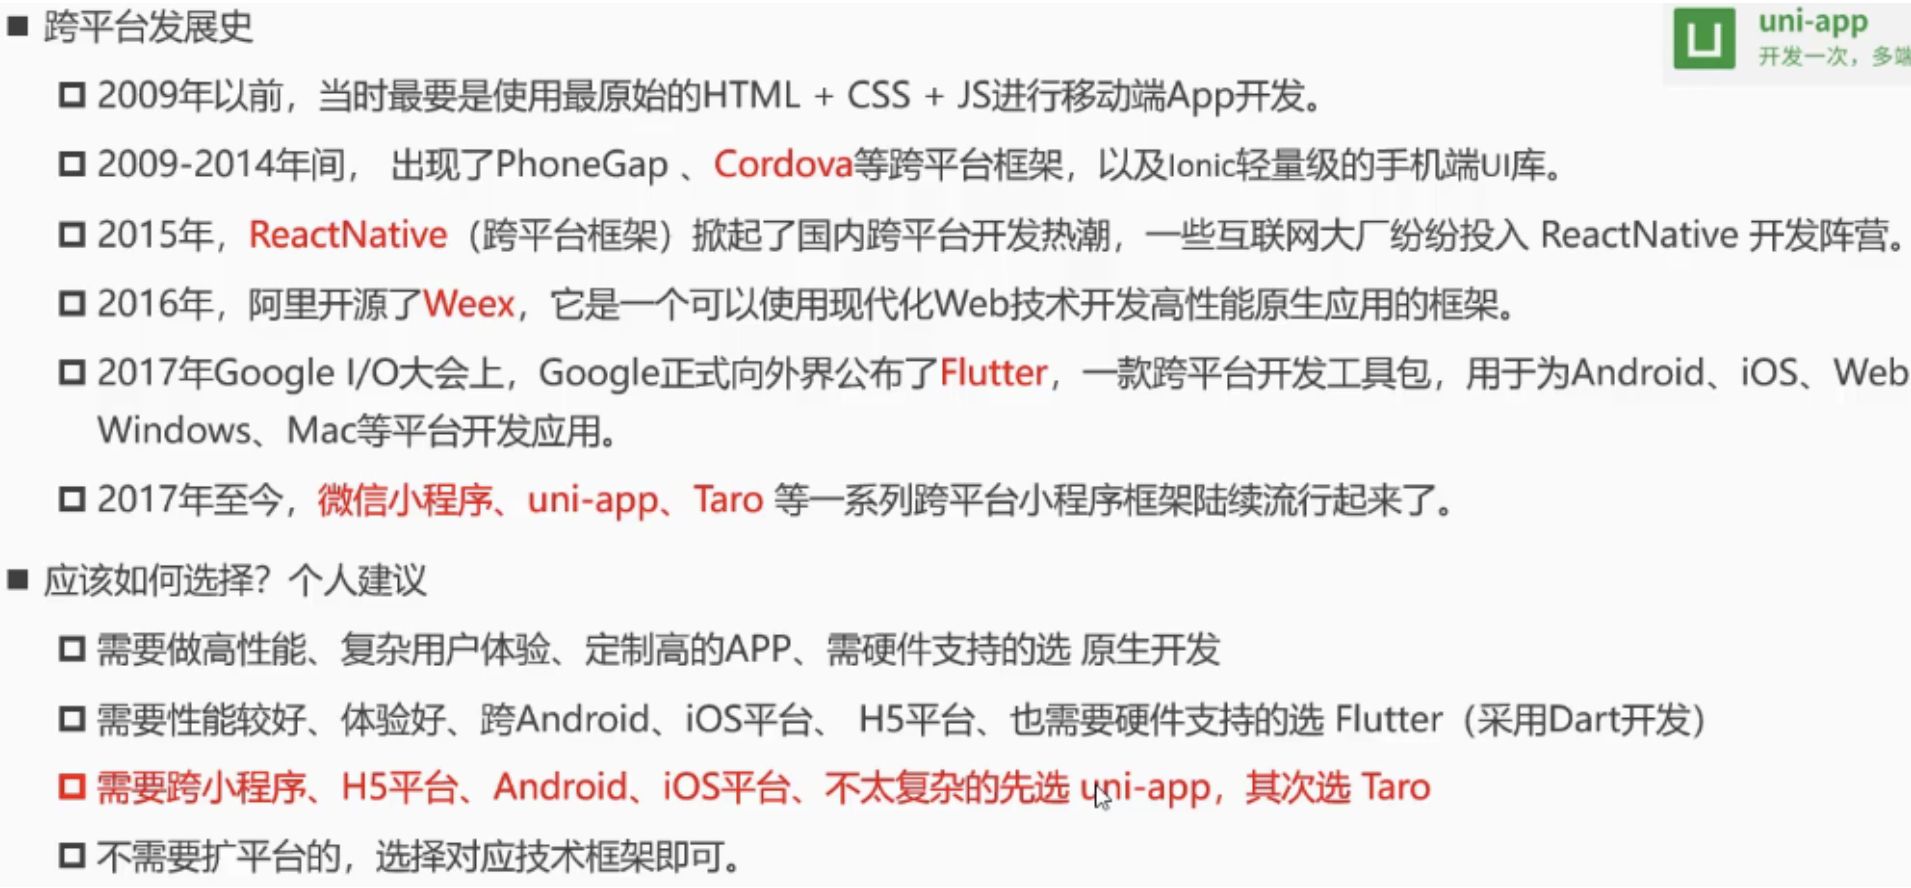 跨平台发展史
uni-app
开发一次，多端
2009年以前，当时最要是使用最原始的HTML + CSS + JS进行移动端App开发。
2009-2014年间， 出现了PhoneGap 、Cordova等跨平台框架，以及Ionic轻量级的手机端UI库。
2015年，ReactNative（跨平台框架）掀起了国内跨平台开发热潮，一些互联网大厂纷纷投入 ReactNative 开发阵营。
2016年，阿里开源了Weex，它是一个可以使用现代化Web技术开发高性能原生应用的框架。
2017年Google I/O大会上，Google正式向外界公布了Flutter，一款跨平台开发工具包，用于为Android、iOS、Web
Windows、Mac等平台开发应用。
2017年至今，微信小程序、uni-app、Taro 等一系列跨平台小程序框架陆续流行起来了。
应该如何选择？个人建议
需要做高性能、复杂用户体验、定制高的APP、需硬件支持的选 原生开发
需要性能较好、体验好、跨Android、iOS平台、 H5平台、也需要硬件支持的选 Flutter（采用Dart开发）
需要跨小程序、H5平台、Android、iOS平台、不太复杂的先选 uni-app，其次选 Taro
不需要扩平台的，选择对应技术框架即可。